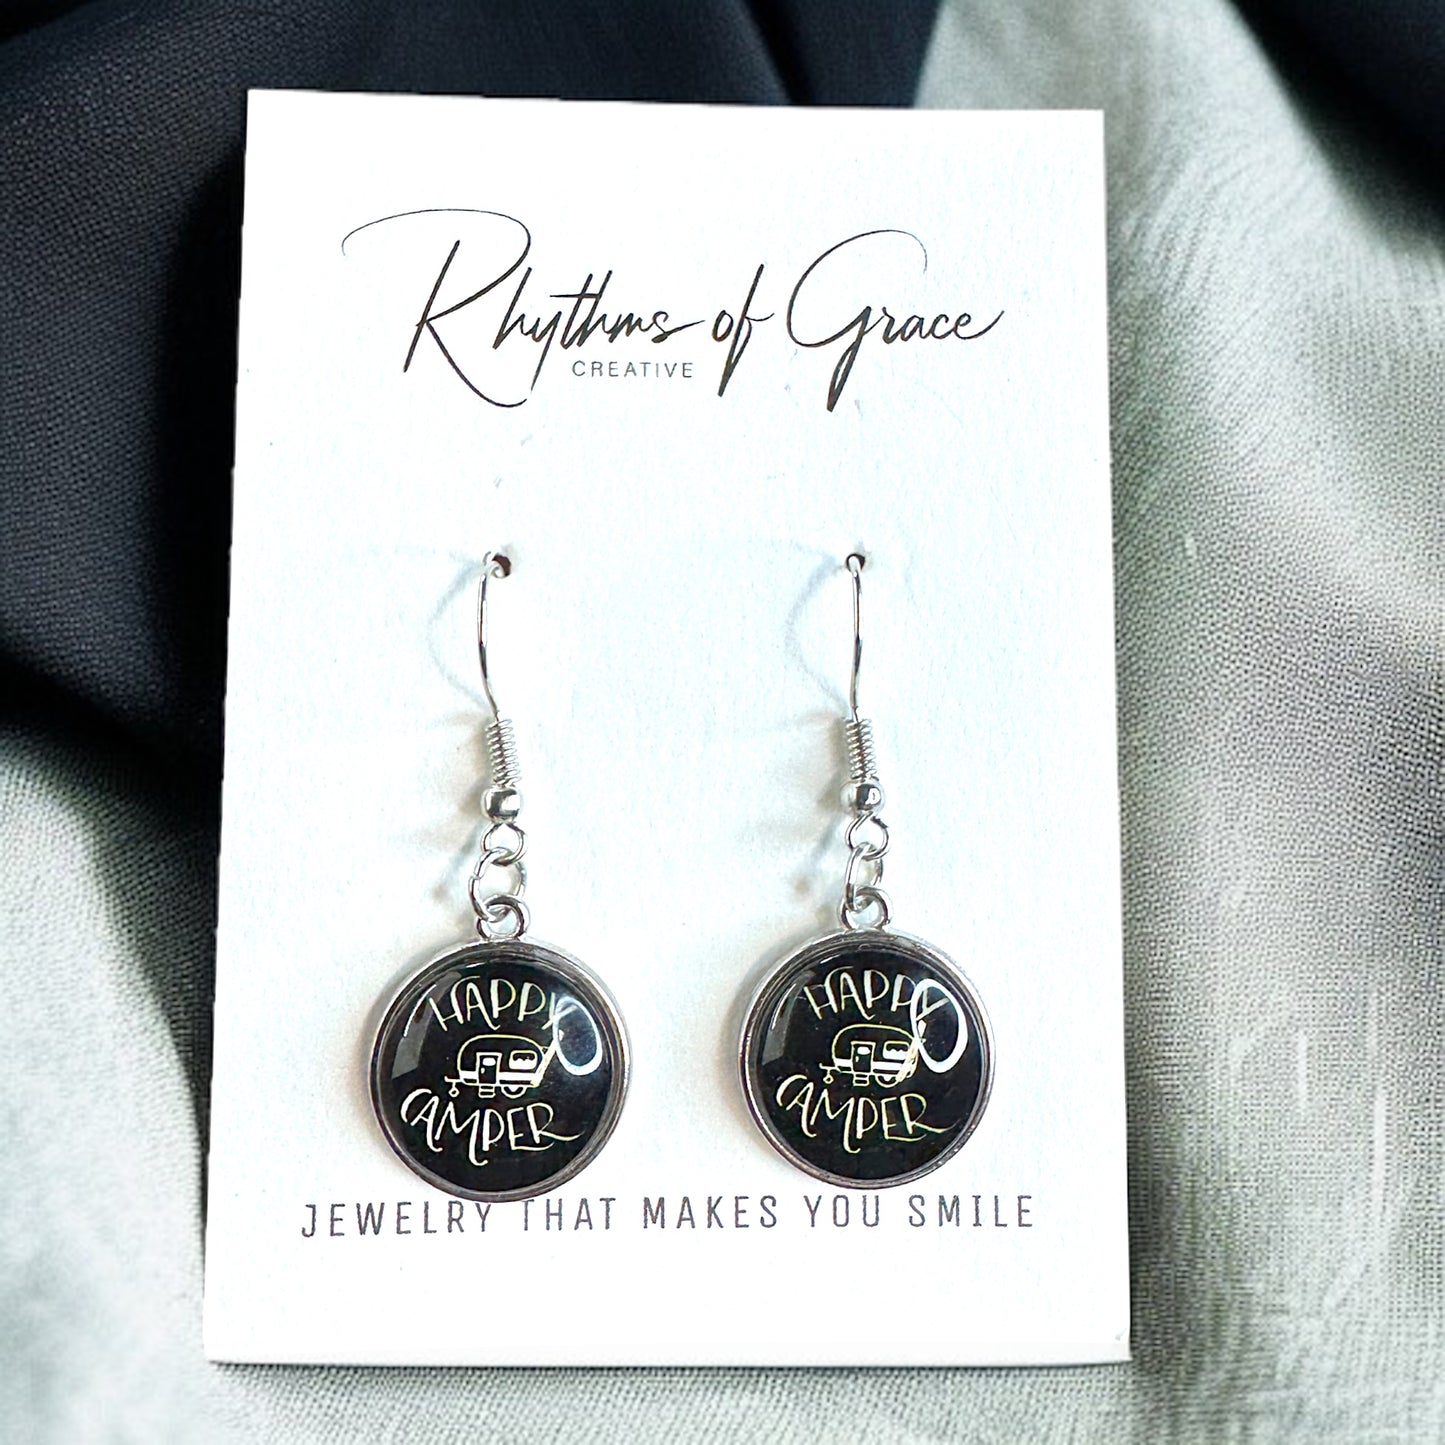 Rhythms of Grace
CREATIVE
HAPPY
CAMPER
HAPPY
CAMPER
JEWELRY THAT MAKES YOU SMILE